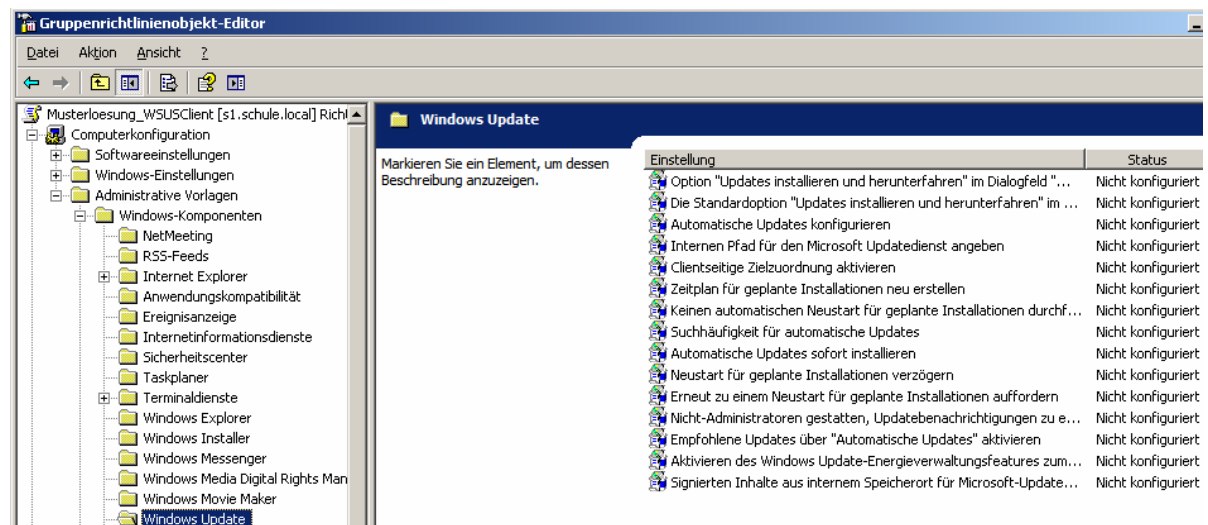 Gruppenrichtlinienobjekt-Editor
Datei Aktion Ansicht ?
Musterloesung_WSUSClient [s1.schule.local] Richt
Computerkonfiguration
Softwareeinstellungen
Windows-Einstellungen
Administrative Vorlagen
Windows-Komponenten
NetMeeting
RSS-Feeds
Internet Explorer
Anwendungskompatibilität
Ereignisanzeige
Internetinformationsdienste
Sicherheitscenter
Taskplaner
Terminaldienste
Windows Explorer
Windows Installer
Windows Messenger
Windows Media Digital Rights Man
Windows Movie Maker
Windows Update
Windows Update
Markieren Sie ein Element, um dessen
Beschreibung anzuzeigen.
Einstellung Status
Option "Updates installieren und herunterfahren" im Dialogfeld "... Nicht konfiguriert
Die Standardoption "Updates installieren und herunterfahren" im ... Nicht konfiguriert
Automatische Updates konfigurieren Nicht konfiguriert
Internen Pfad für den Microsoft Updatedienst angeben Nicht konfiguriert
Clientseitige Zielzuordnung aktivieren Nicht konfiguriert
Zeitplan für geplante Installationen neu erstellen Nicht konfiguriert
Keinen automatischen Neustart für geplante Installationen durchf... Nicht konfiguriert
Suchhäufigkeit für automatische Updates Nicht konfiguriert
Automatische Updates sofort installieren Nicht konfiguriert
Neustart für geplante Installationen verzögern Nicht konfiguriert
Erneut zu einem Neustart für geplante Installationen auffordern Nicht konfiguriert
Nicht-Administratoren gestatten, Updatebenachrichtigungen zu e... Nicht konfiguriert
Empfohlene Updates über "Automatische Updates" aktivieren Nicht konfiguriert
Aktivieren des Windows Update-Energieverwaltungsfeatures zum... Nicht konfiguriert
Signierten Inhalte aus internem Speicherort für Microsoft-Update... Nicht konfiguriert